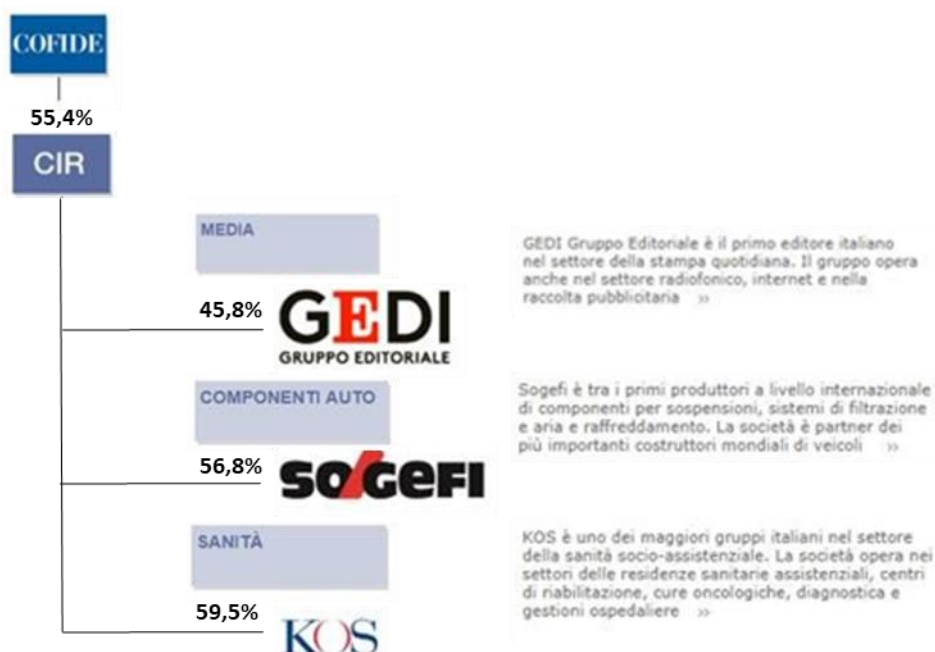 COFIDE
55,4%
CIR
MEDIA
GEDI Gruppo Editoriale è il primo editore italiano
nel settore della stampa quotidiana. Il gruppo opera
anche nel settore radiofonico, internet e nella
raccolta pubblicitaria »
45,8%
GEDI
GRUPPO EDITORIALE
COMPONENTI AUTO
Sogefi è tra i primi produttori a livello internazionale
di componenti per sospensioni, sistemi di filtrazione
e aria e raffreddamento. La società è partner dei
più importanti costruttori mondiali di veicoli »
56,8%
SOGEFI
SANITÀ
KOS è uno dei maggiori gruppi italiani nel settore
della sanità socio-assistenziale. La società opera nei
settori delle residenze sanitarie assistenziali, centri
di riabilitazione, cure oncologiche, diagnostica e
gestioni ospedaliere »
59,5%
KOS